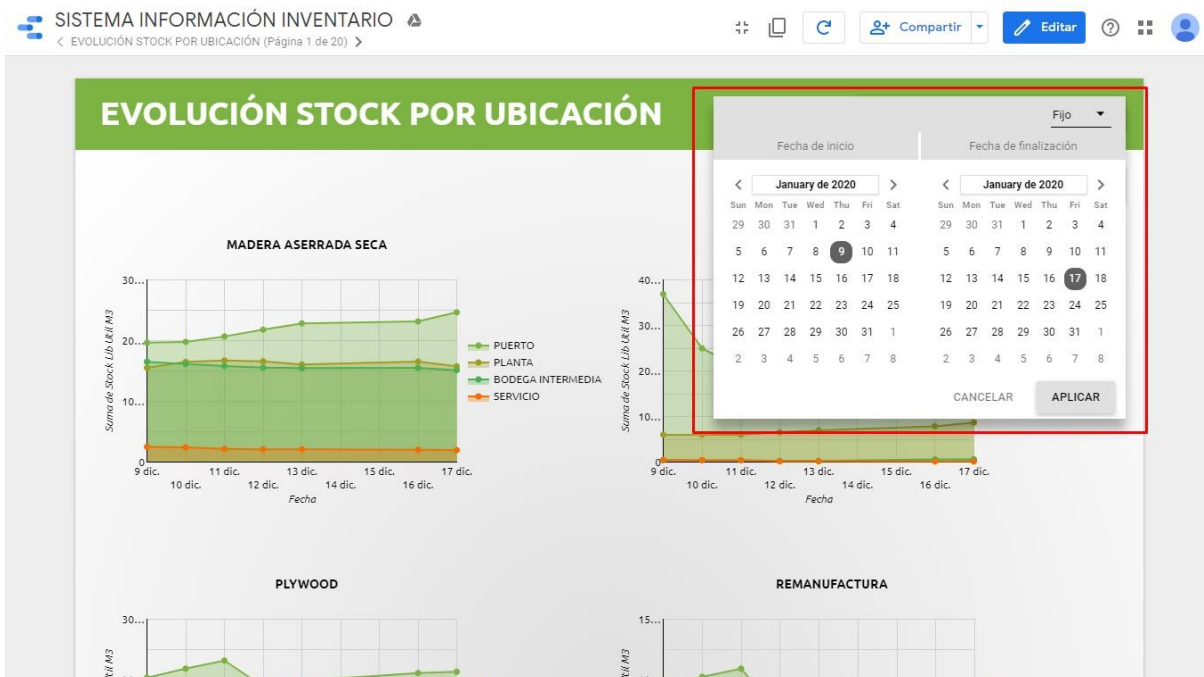 SISTEMA INFORMACIÓN INVENTARIO
EVOLUCIÓN STOCK POR UBICACIÓN (Página 1 de 20)
Compartir
Editar
EVOLUCIÓN STOCK POR UBICACIÓN
Fijo
Fecha de inicio
Fecha de finalización
January de 2020
January de 2020
Sun Mon Tue Wed Thu Fri Sat
29 30 31 1 2 3 4
5 6 7 8 9 10 11
12 13 14 15 16 17 18
19 20 21 22 23 24 25
26 27 28 29 30 31 1
2 3 4 5 6 7 8
Sun Mon Tue Wed Thu Fri Sat
29 30 31 1 2 3 4
5 6 7 8 9 10 11
12 13 14 15 16 17 18
19 20 21 22 23 24 25
26 27 28 29 30 31 1
2 3 4 5 6 7 8
CANCELAR
APLICAR
MADERA ASERRADA SECA
Suma de Stock Lib Util M3
30...
20...
10...
0
9 dic.
10 dic.
11 dic.
12 dic.
13 dic.
14 dic.
15 dic.
16 dic.
17 dic.
Fecha
PUERTO
PLANTA
BODEGA INTERMEDIA
SERVICIO
Suma de Stock Lib Util M3
40...
30...
20...
10...
0
9 dic.
10 dic.
11 dic.
12 dic.
13 dic.
14 dic.
15 dic.
16 dic.
17 dic.
Fecha
PLYWOOD
30...
REMANUFACTURA
15...